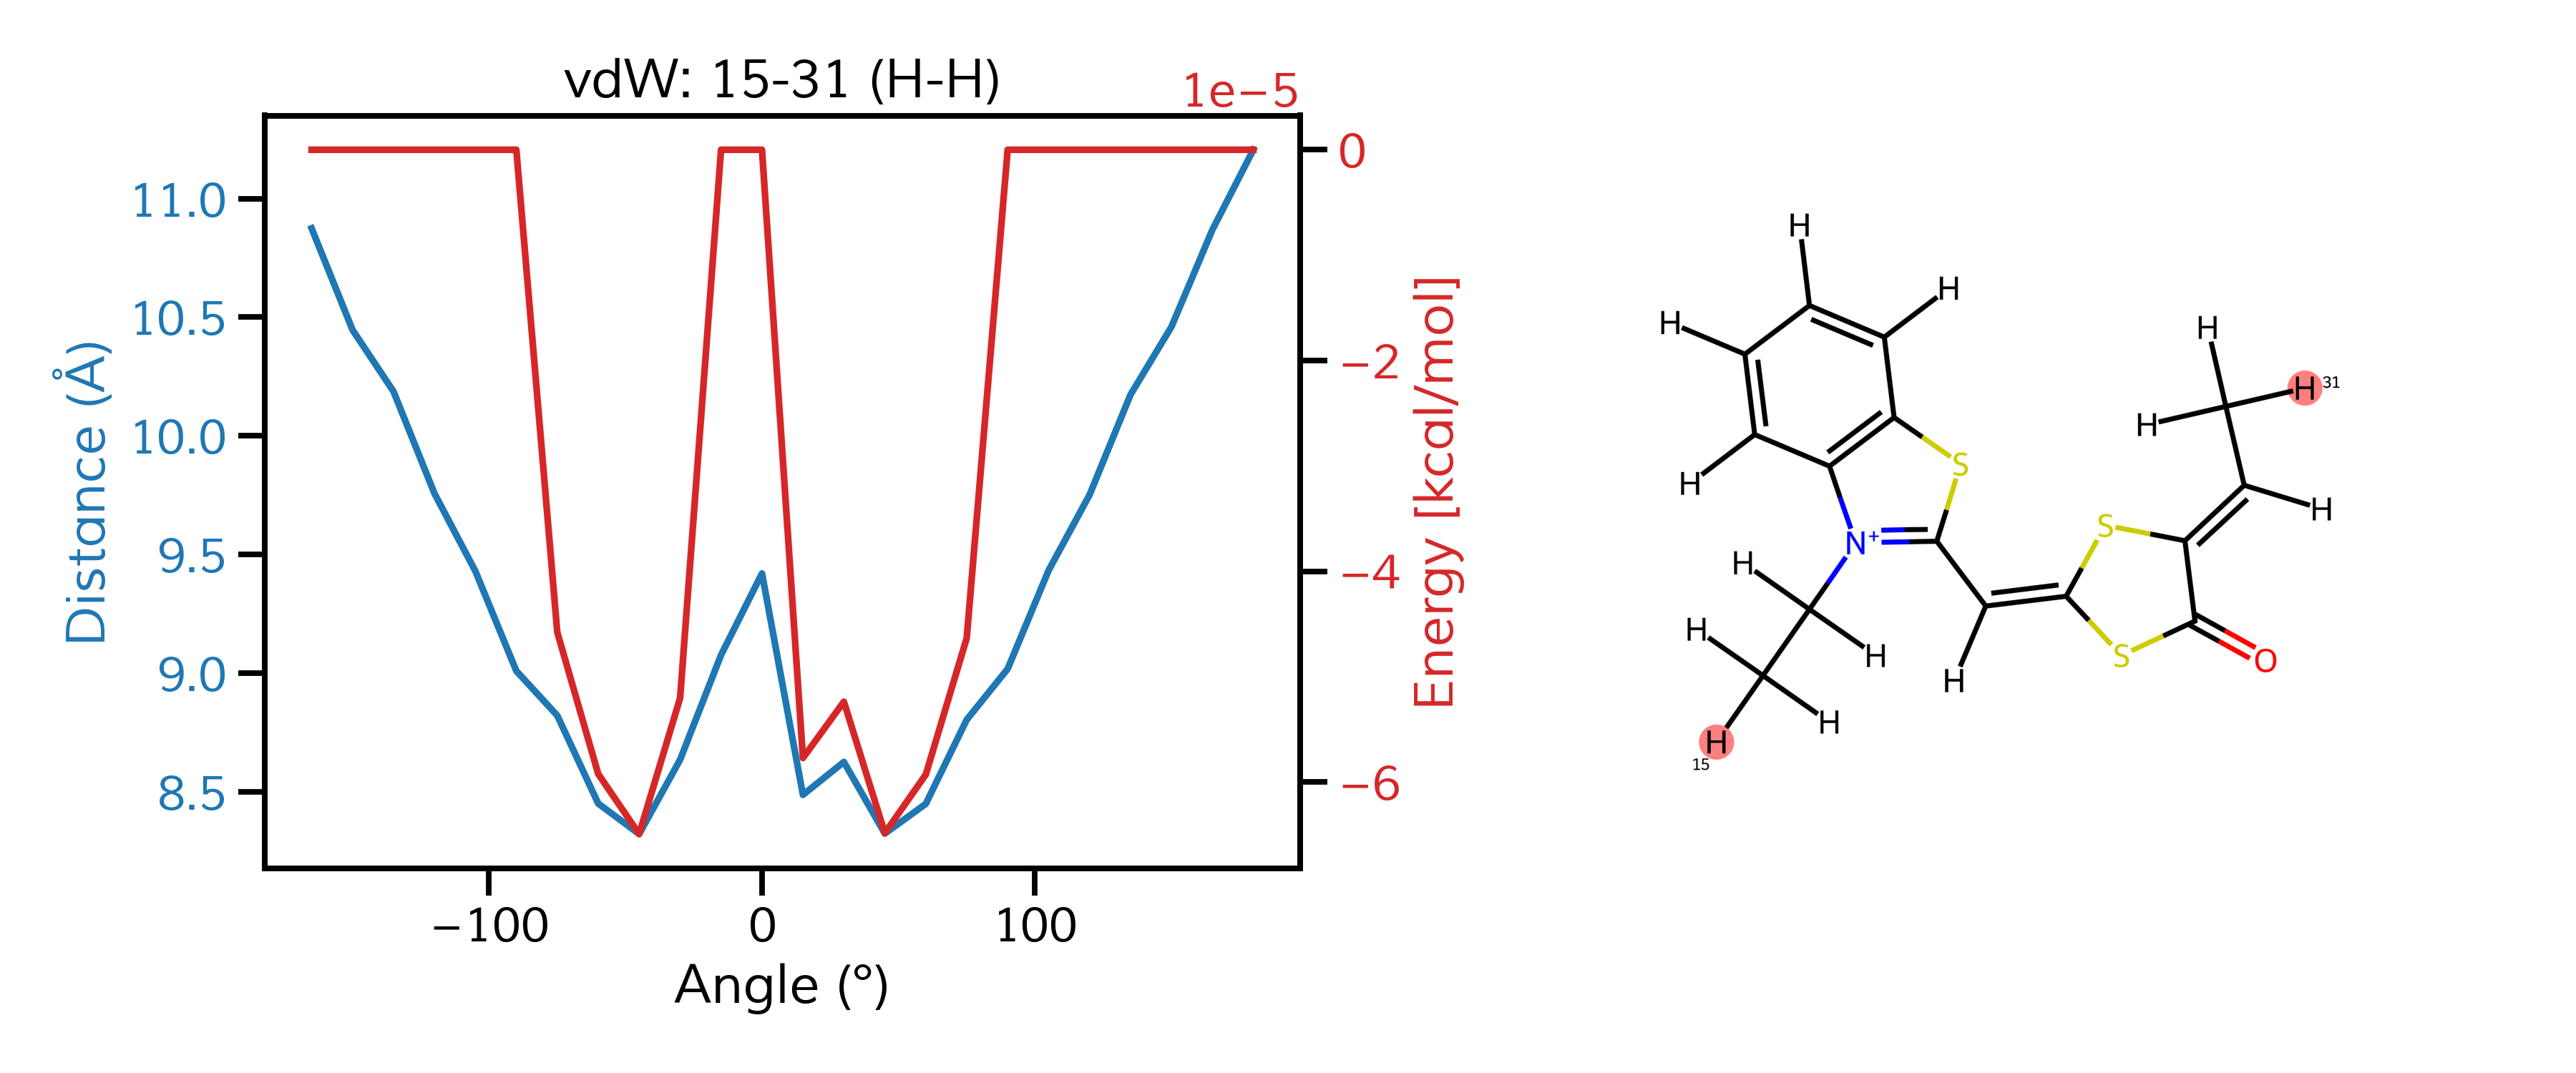 vdW: 15-31 (H-H)
1e−5
Distance (Å)
11.0
10.5
10.0
9.5
9.0
8.5
0
−2
−4
−6
Energy [kcal/mol]
−100
0
100
Angle (°)
H
H
H
H
S
N+
H
H
H
H
H
15
H
S
S
O
H
H
H
31
H